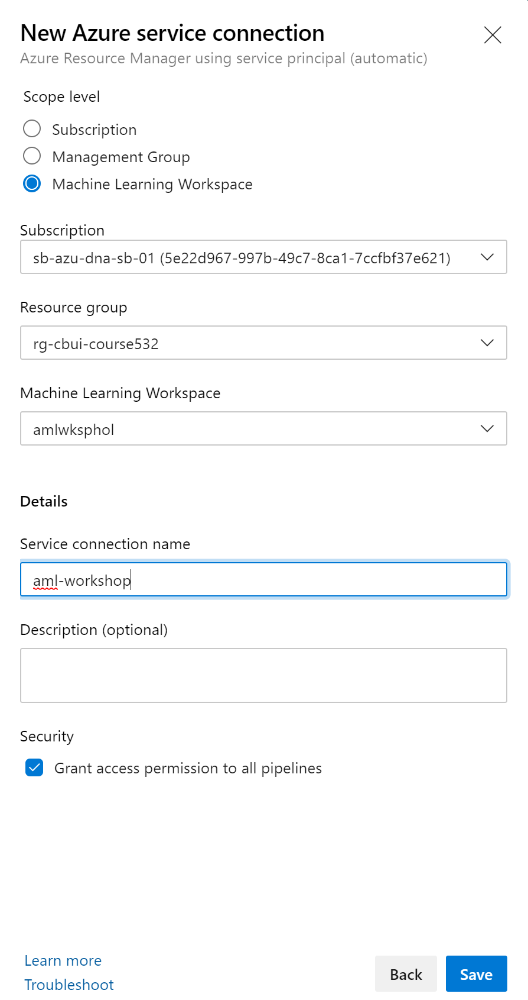 New Azure service connection
Azure Resource Manager using service principal (automatic)
Scope level
Subscription
Management Group
Machine Learning Workspace
Subscription
sb-azu-dna-sb-01 (5e22d967-997b-49c7-8ca1-7ccfbf37e621)
Resource group
rg-cbui-course532
Machine Learning Workspace
amlwksphol
Details
Service connection name
aml-workshop
Description (optional)
Security
Grant access permission to all pipelines
Learn more
Troubleshoot
Back
Save